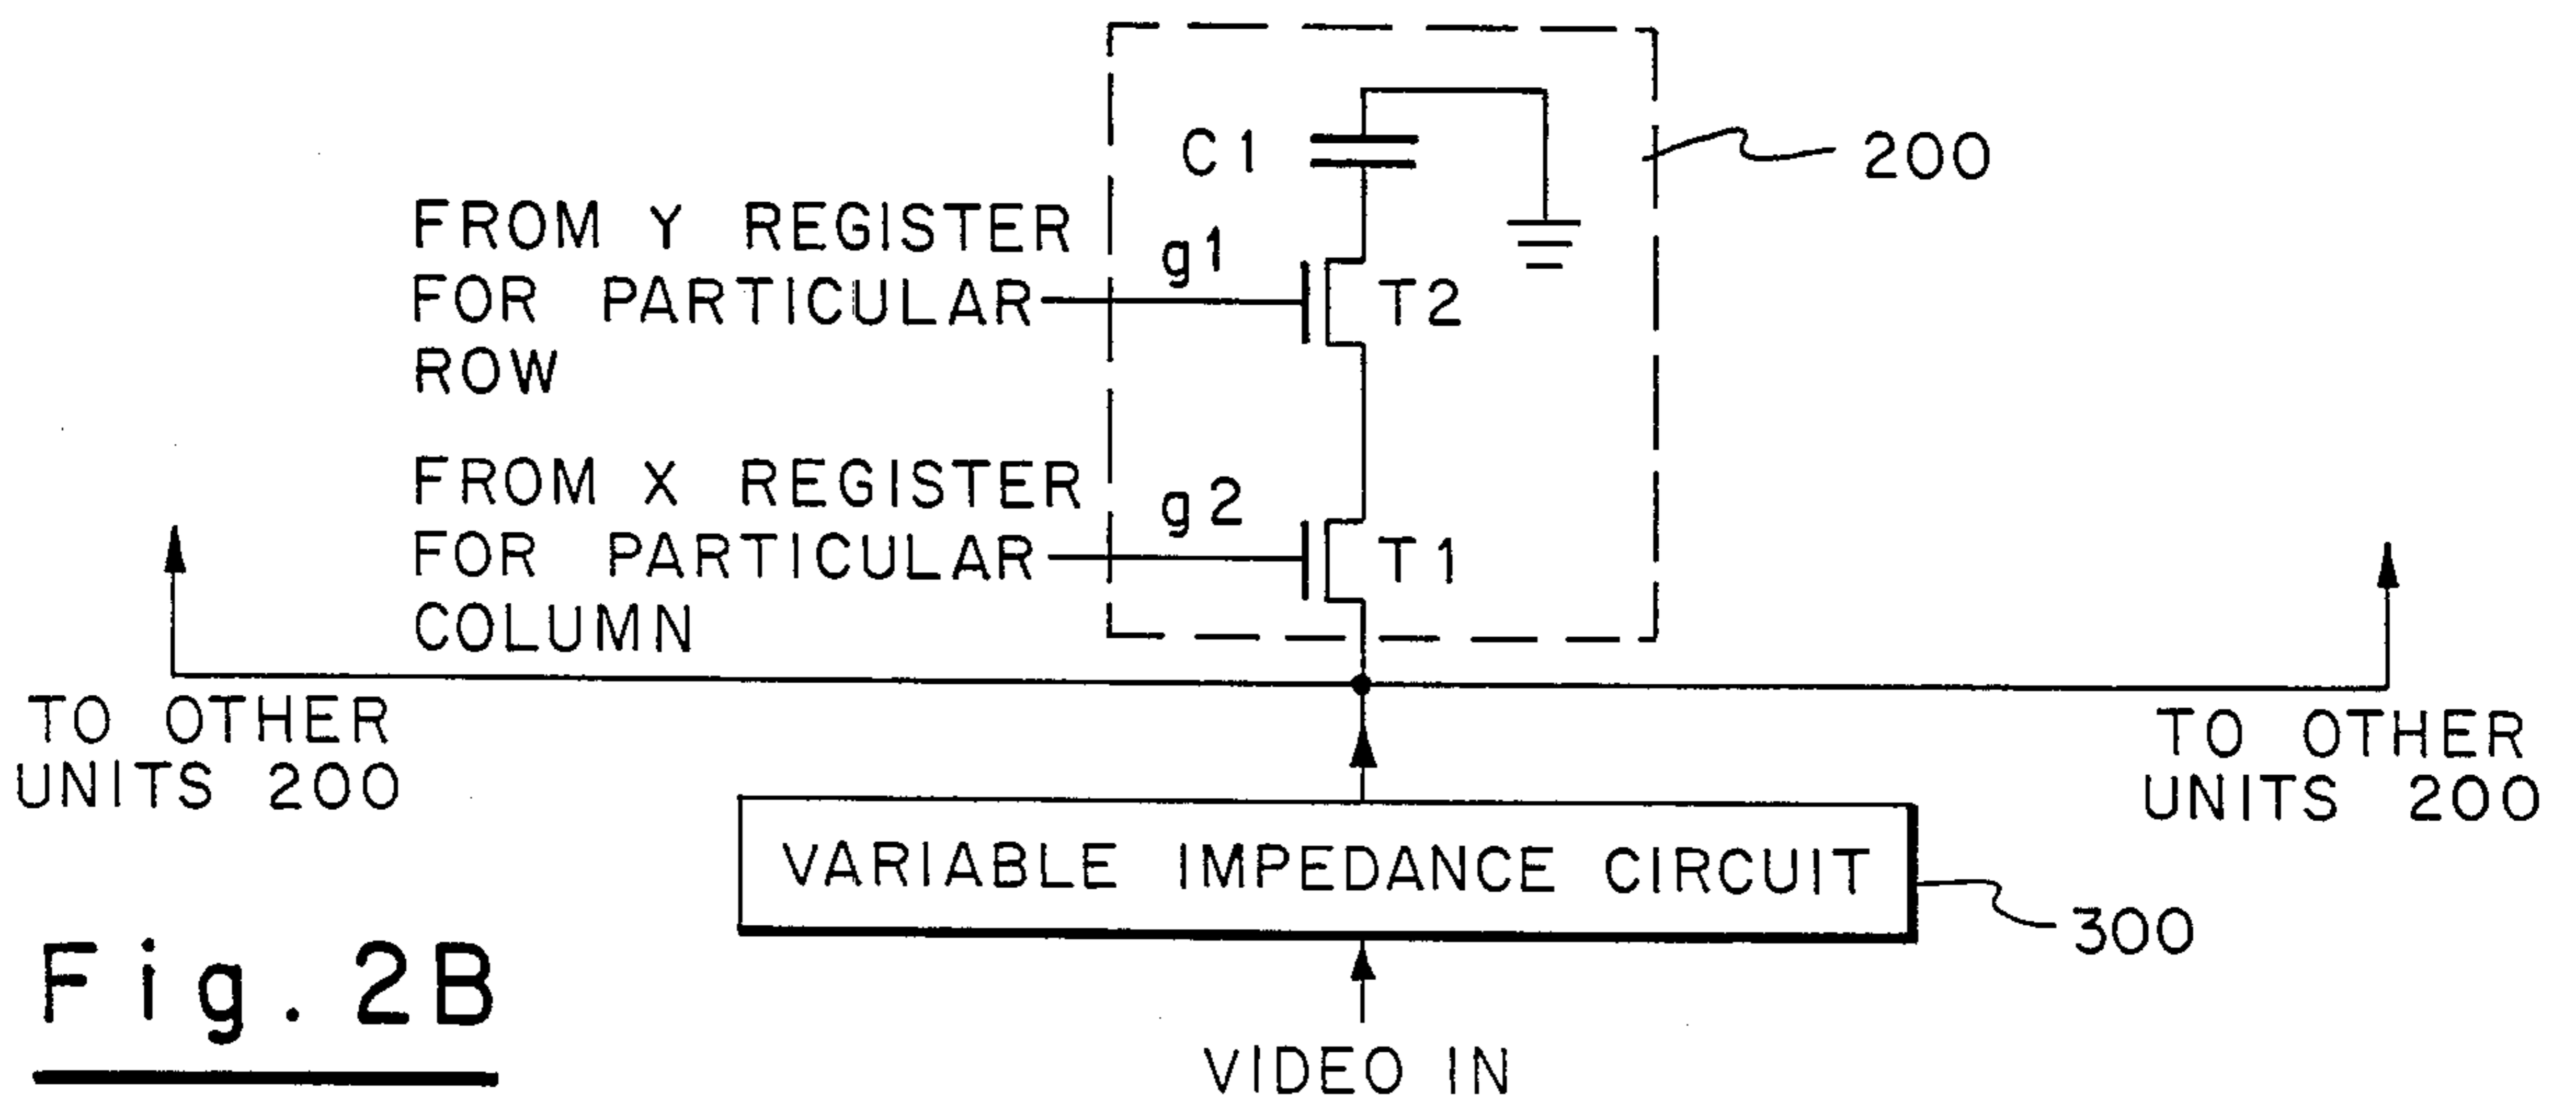 C1
200
FROM Y REGISTER
FOR PARTICULAR
ROW
g1
T2
FROM X REGISTER
FOR PARTICULAR
COLUMN
g2
T1
TO OTHER
UNITS 200
TO OTHER
UNITS 200
VARIABLE IMPEDANCE CIRCUIT
300
VIDEO IN
Fig. 2B